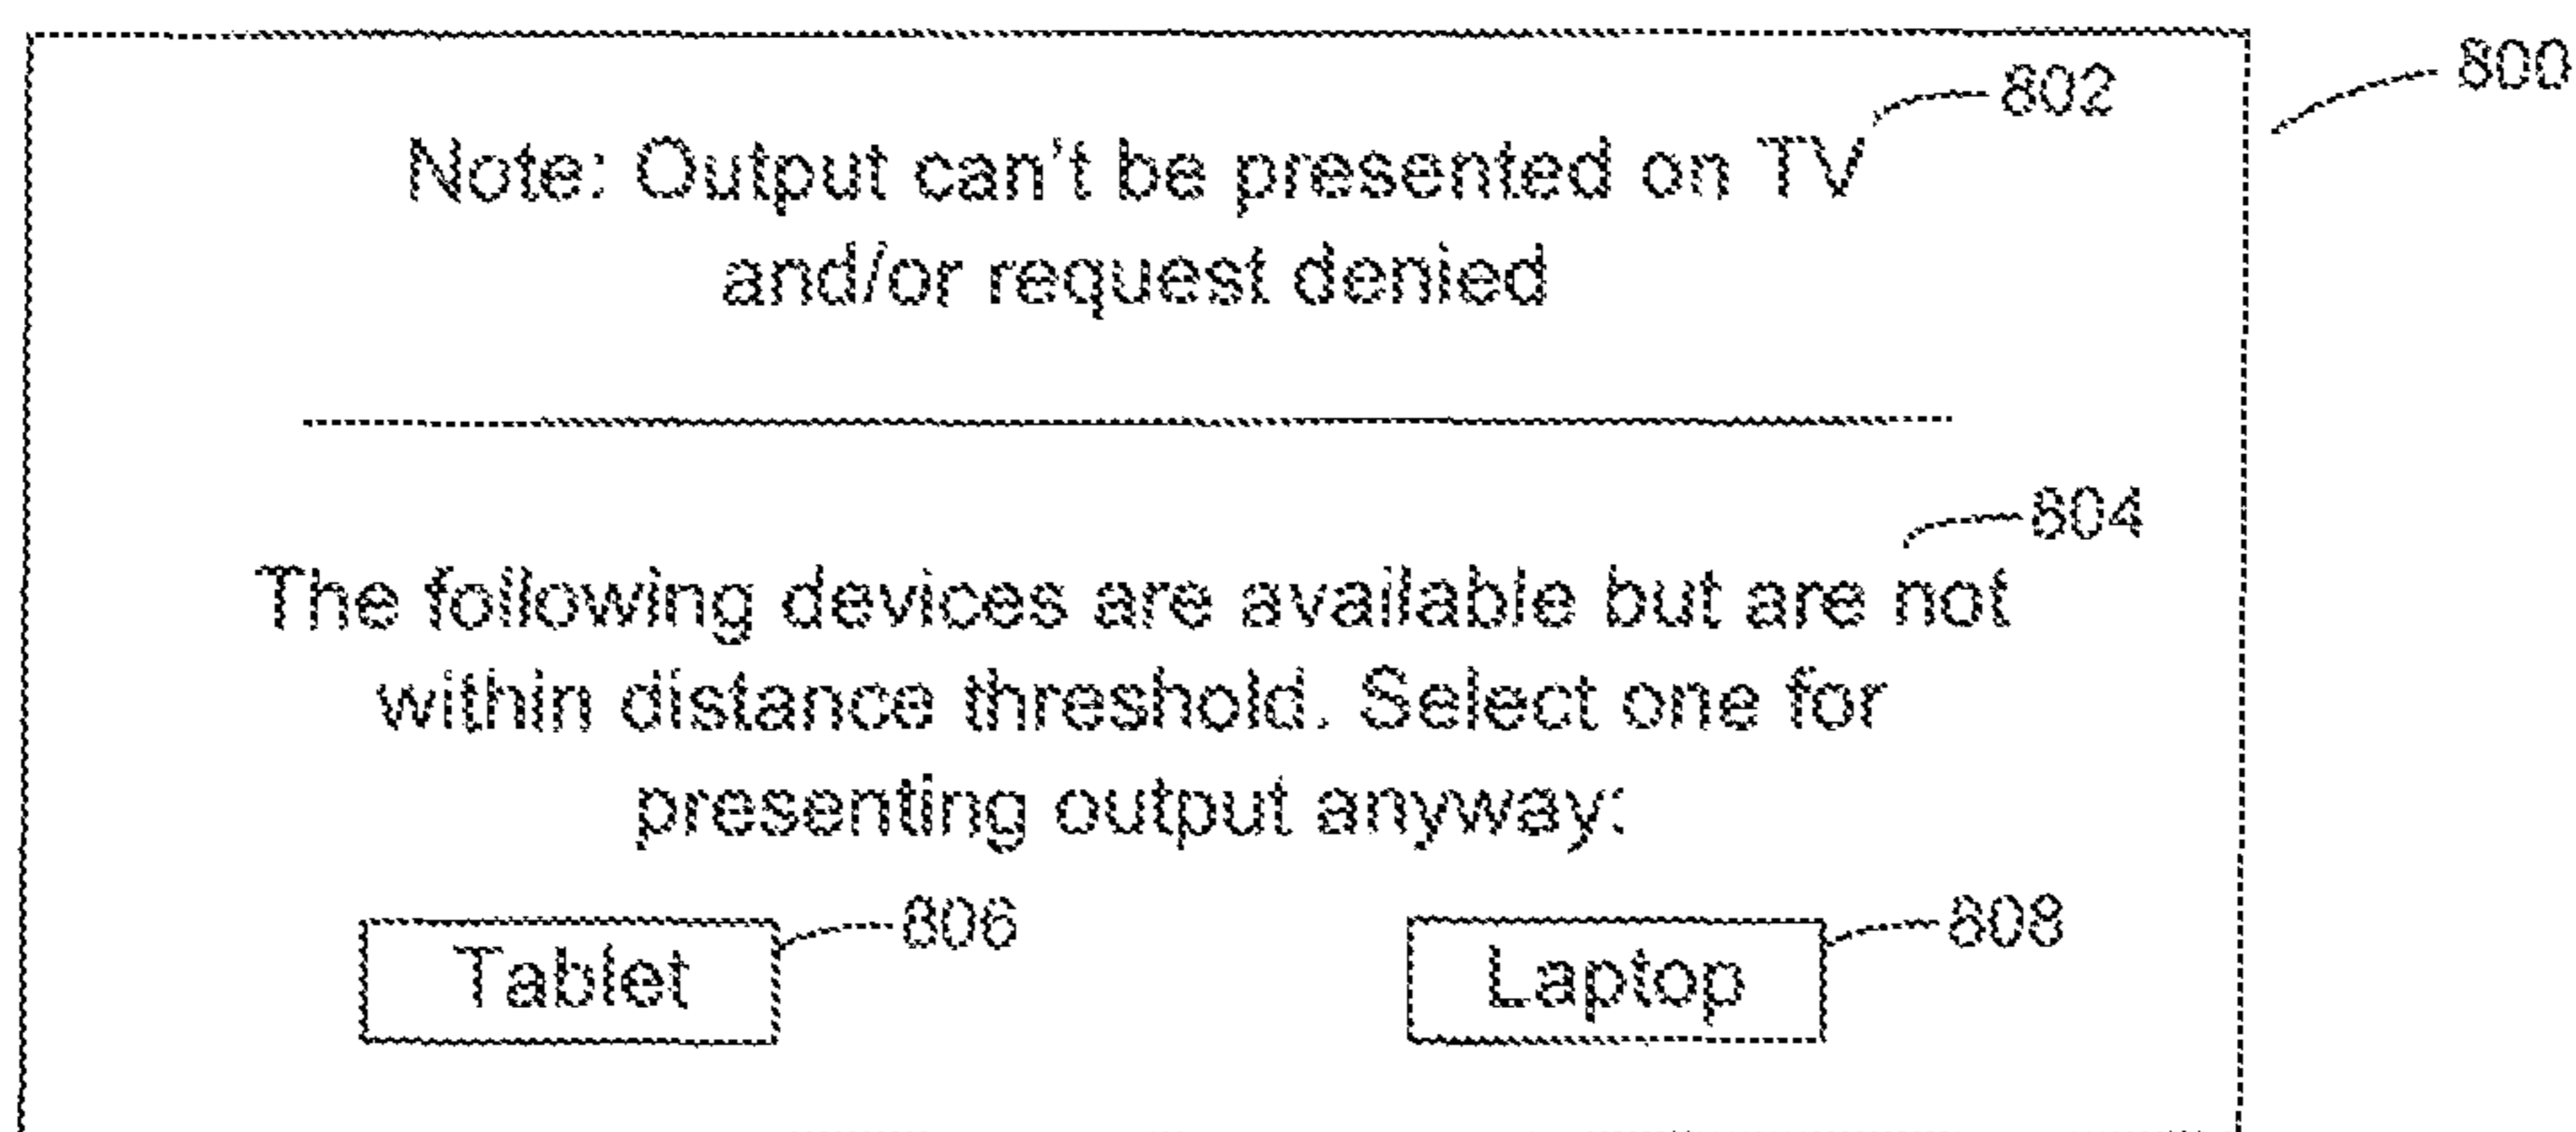 800
802
Note: Output can't be presented on TV
and/or request denied
804
The following devices are available but are not
within distance threshold. Select one for
presenting output anyway:
Tablet 806 Laptop 808